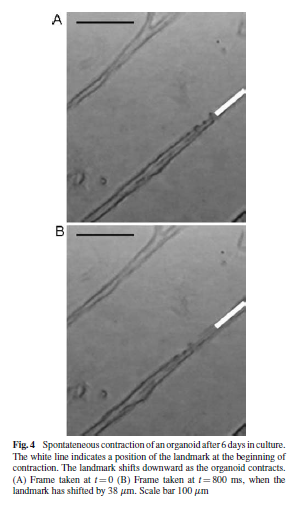 A
B
Fig. 4 Spontateneous contraction of an organoid after 6 days in culture.
The white line indicates a position of the landmark at the beginning of
contraction. The landmark shifts downward as the organoid contracts.
(A) Frame taken at t=0 (B) Frame taken at t=800 ms, when the
landmark has shifted by 38 μm. Scale bar 100 μm